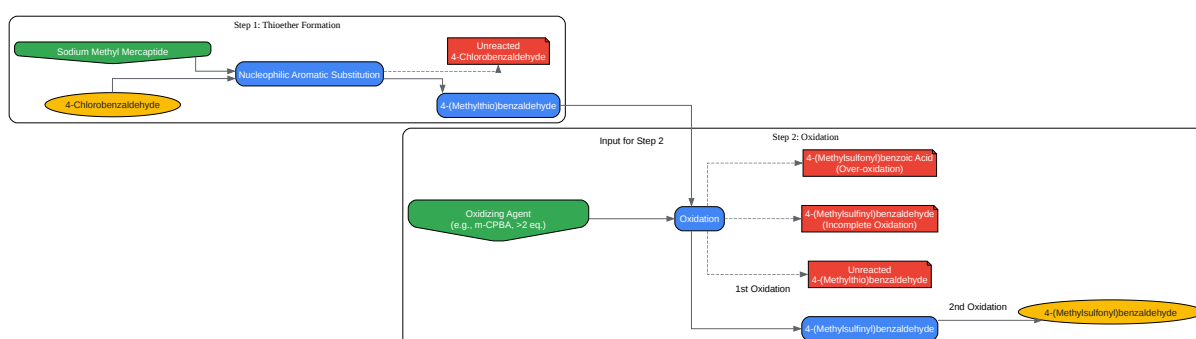 Step 1: Thioether Formation
Sodium Methyl Mercaptide
Unreacted
4-Chlorobenzaldehyde
Nucleophilic Aromatic Substitution
4-Chlorobenzaldehyde
4-(Methylthio)benzaldehyde
Step 2: Oxidation
Input for Step 2
4-(Methylsulfonyl)benzoic Acid
(Over-oxidation)
Oxidizing Agent
(e.g., m-CPBA, >2 eq.)
Oxidation
4-(Methylsulfinyl)benzaldehyde
(Incomplete Oxidation)
Unreacted
4-(Methylthio)benzaldehyde
1st Oxidation
4-(Methylsulfinyl)benzaldehyde
2nd Oxidation
4-(Methylsulfonyl)benzaldehyde